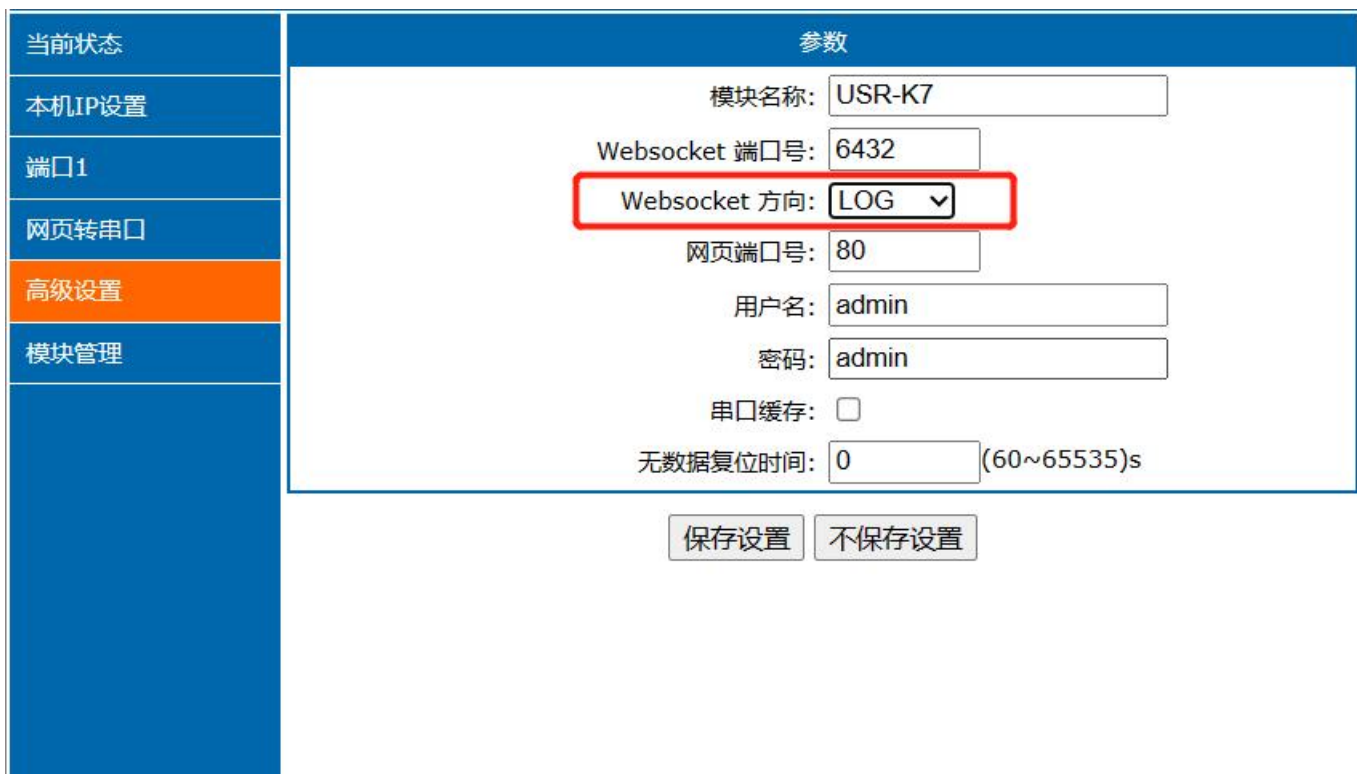 当前状态
本机IP设置
端口1
网页转串口
高级设置
模块管理
参数
模块名称: USR-K7
Websocket 端口号: 6432
Websocket 方向: LOG
网页端口号: 80
用户名: admin
密码: admin
串口缓存:
无数据复位时间: 0 (60~65535)s
保存设置 不保存设置